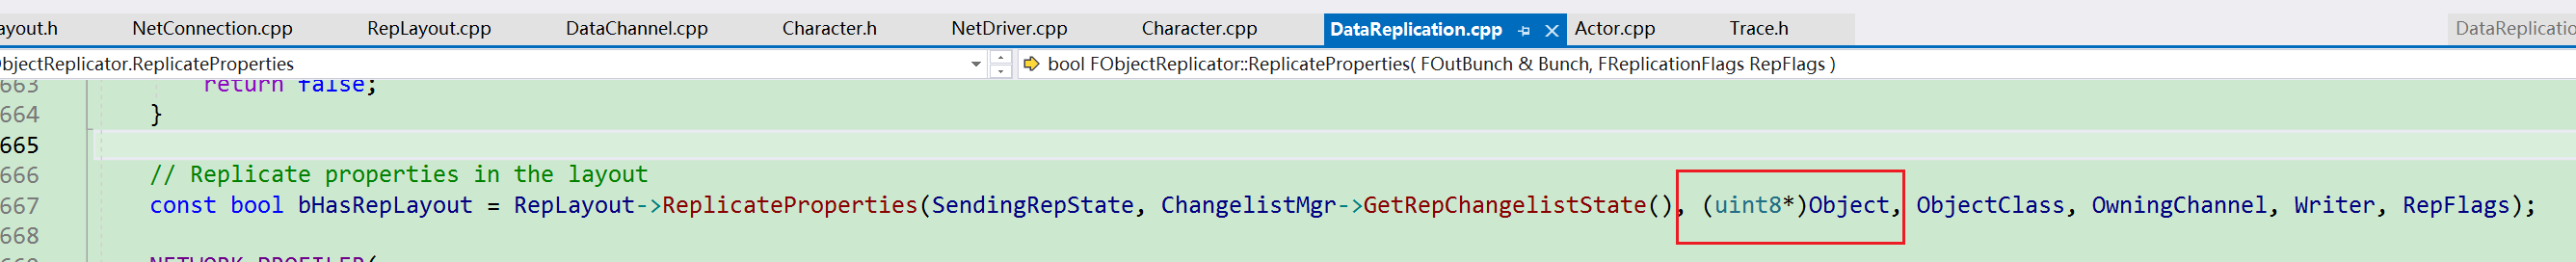 ayout.h NetConnection.cpp RepLayout.cpp DataChannel.cpp Character.h NetDriver.cpp Character.cpp DataReplication.cpp Actor.cpp Trace.h DataReplicatio
bjectReplicator.ReplicateProperties bool FObjectReplicator::ReplicateProperties( FOutBunch & Bunch, FReplicationFlags RepFlags )
663 return false;
664 }
665
666 // Replicate properties in the layout
667 const bool bHasRepLayout = RepLayout->ReplicateProperties(SendingRepState, ChangelistMgr->GetRepChangelistState(), (uint8*)Object, ObjectClass, OwningChannel, Writer, RepFlags);
668
669 NETWORK_PROFILER(